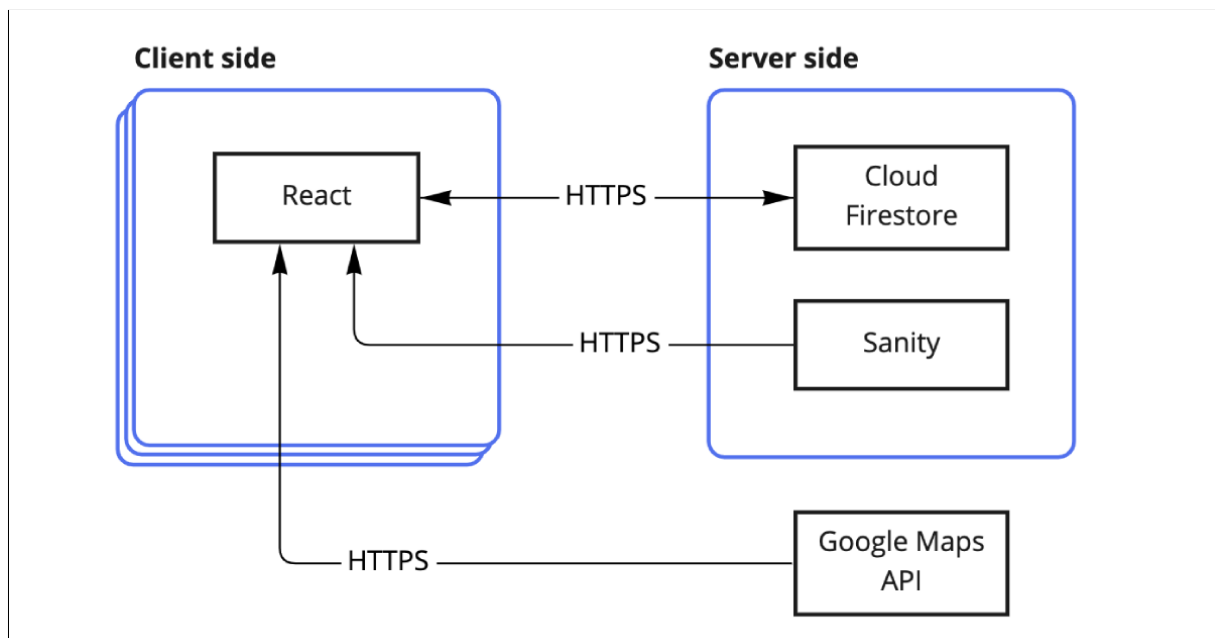 Client side
Server side
React
HTTPS
Cloud
Firestore
HTTPS
Sanity
HTTPS
Google Maps
API